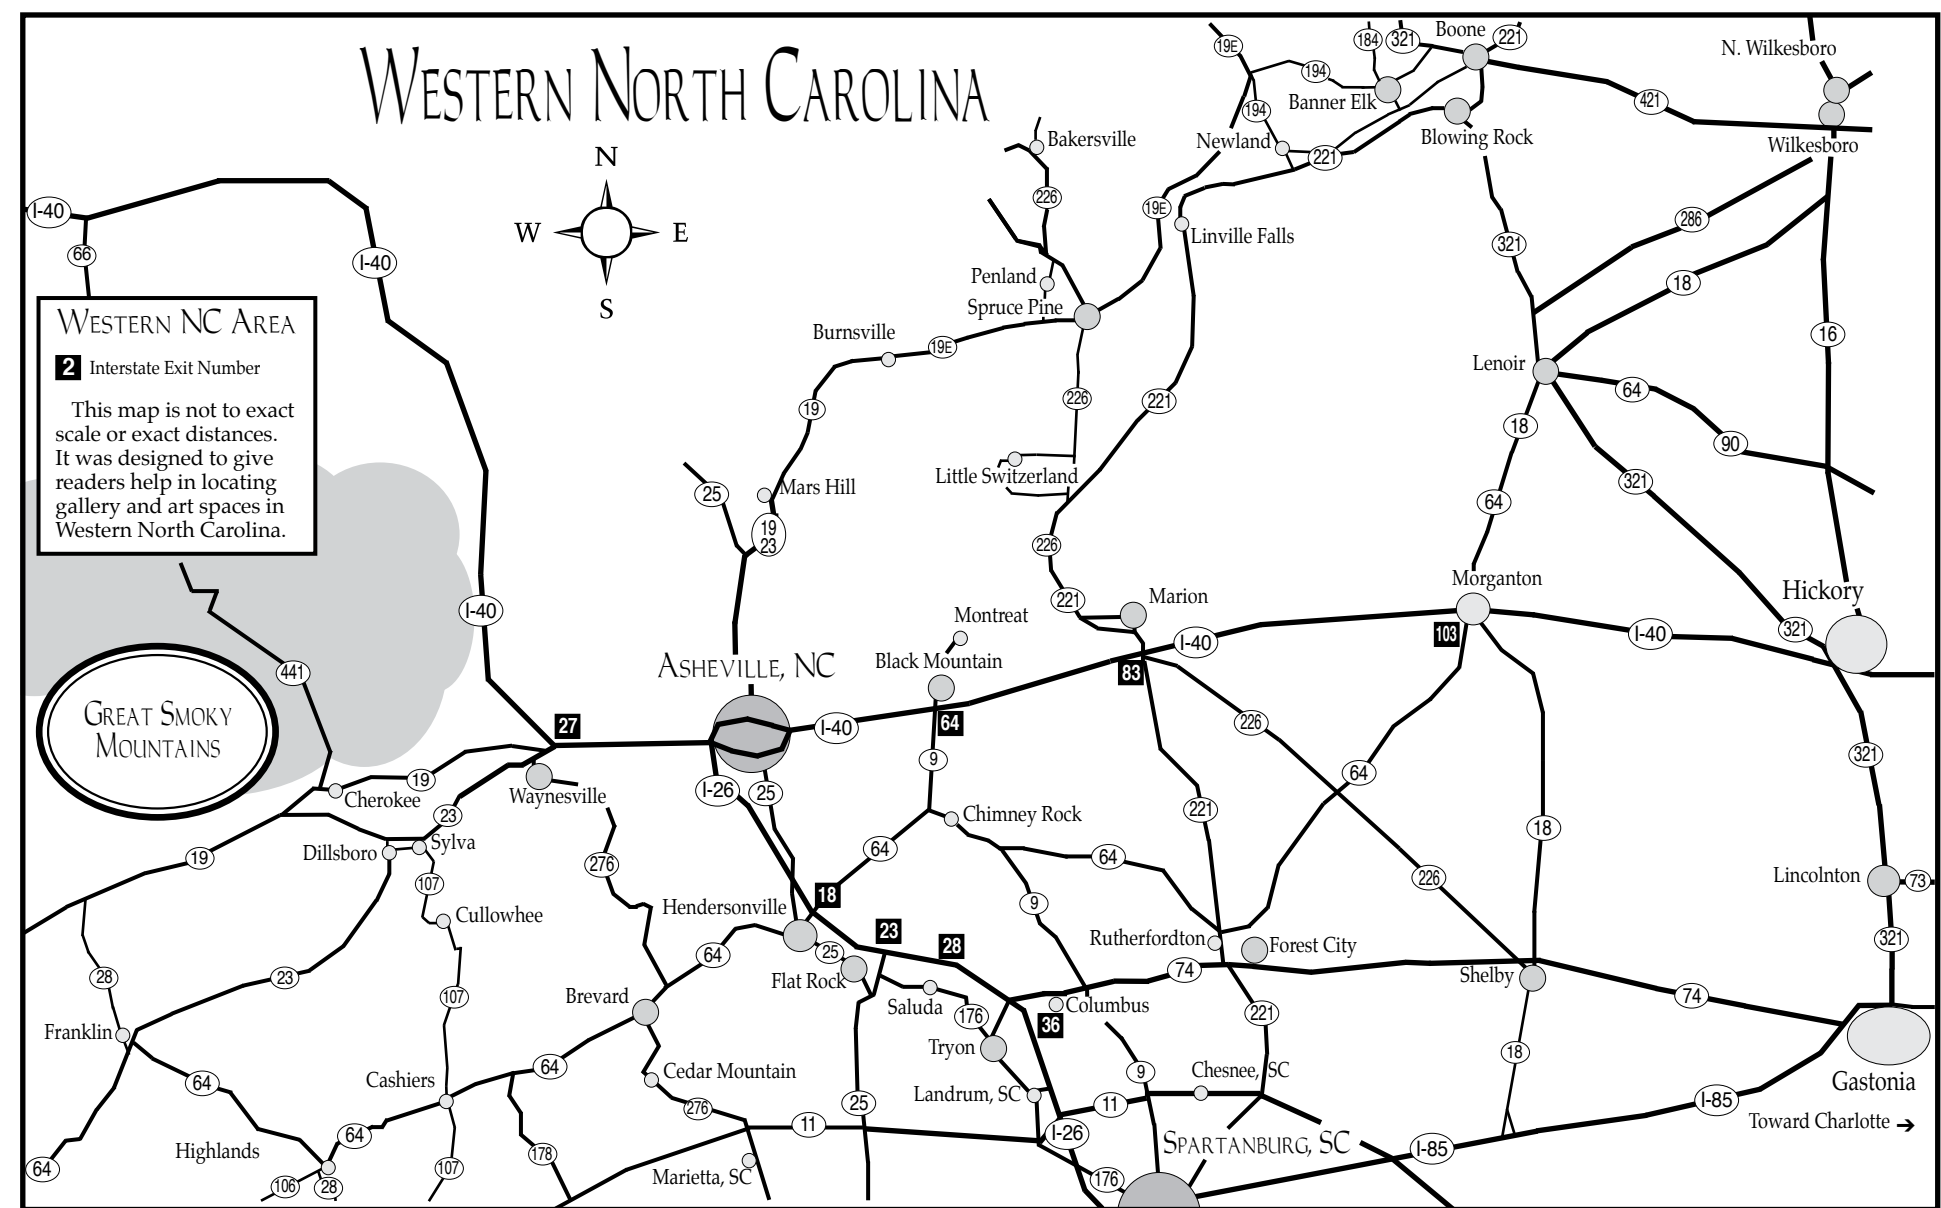 WESTERN NORTH CAROLINA
N
W
E
S
19E
184
321
Boone
221
N. Wilkesboro
194
Banner Elk
194
421
Newland
221
Blowing Rock
Wilkesboro
Bakersville
226
19E
Linville Falls
I-40
66
I-40
286
321
18
16
Penland
Spruce Pine
Burnsville
19E
WESTERN NC AREA
2 Interstate Exit Number
This map is not to exact
scale or exact distances.
It was designed to give
readers help in locating
gallery and art spaces in
Western North Carolina.
Lenoir
64
19
226
221
18
90
25
Mars Hill
Little Switzerland
321
64
19
23
226
Morganton
Hickory
I-40
221
Marion
Montreat
I-40
103
I-40
321
Black Mountain
ASHEVILLE, NC
83
441
GREAT SMOKY
MOUNTAINS
27
I-40
64
226
321
9
64
19
Cherokee
Waynesville
I-26
25
23
Chimney Rock
221
18
Dillsboro
Sylva
19
276
64
64
107
18
226
Lincolnton
73
Hendersonville
9
Cullowhee
23
28
Rutherfordton
Forest City
321
64
25
28
23
Flat Rock
74
Shelby
107
Brevard
Saluda
Columbus
74
176
36
221
Franklin
Tryon
18
64
64
Cashiers
Cedar Mountain
9
Chesnee, SC
Gastonia
Landrum, SC
276
25
11
I-85
11
Toward Charlotte ➔
64
I-26
SPARTANBURG, SC
I-85
Highlands
178
64
107
Marietta, SC
176
106
28